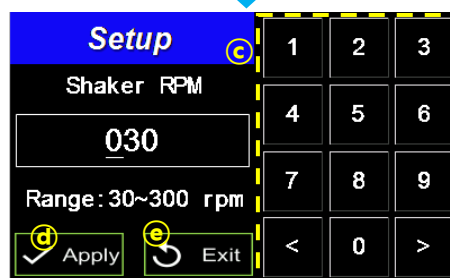 Setup
ⓒ
Shaker RPM
030
Range:30~300 rpm
ⓓ
Apply
ⓔ
Exit
1 2 3
4 5 6
7 8 9
< 0 >